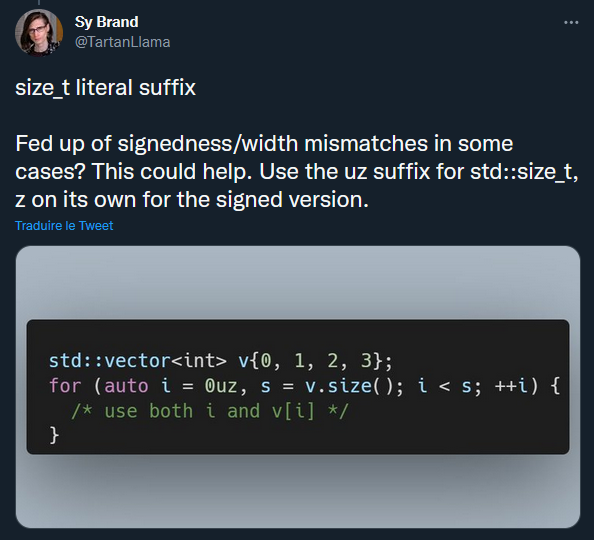 Sy Brand
@TartanLlama
size_t literal suffix
Fed up of signedness/width mismatches in some
cases? This could help. Use the uz suffix for std::size_t,
z on its own for the signed version.
Traduire le Tweet
std::vector<int> v{0, 1, 2, 3};
for (auto i = 0uz, s = v.size(); i < s; ++i) {
/* use both i and v[i] */
}